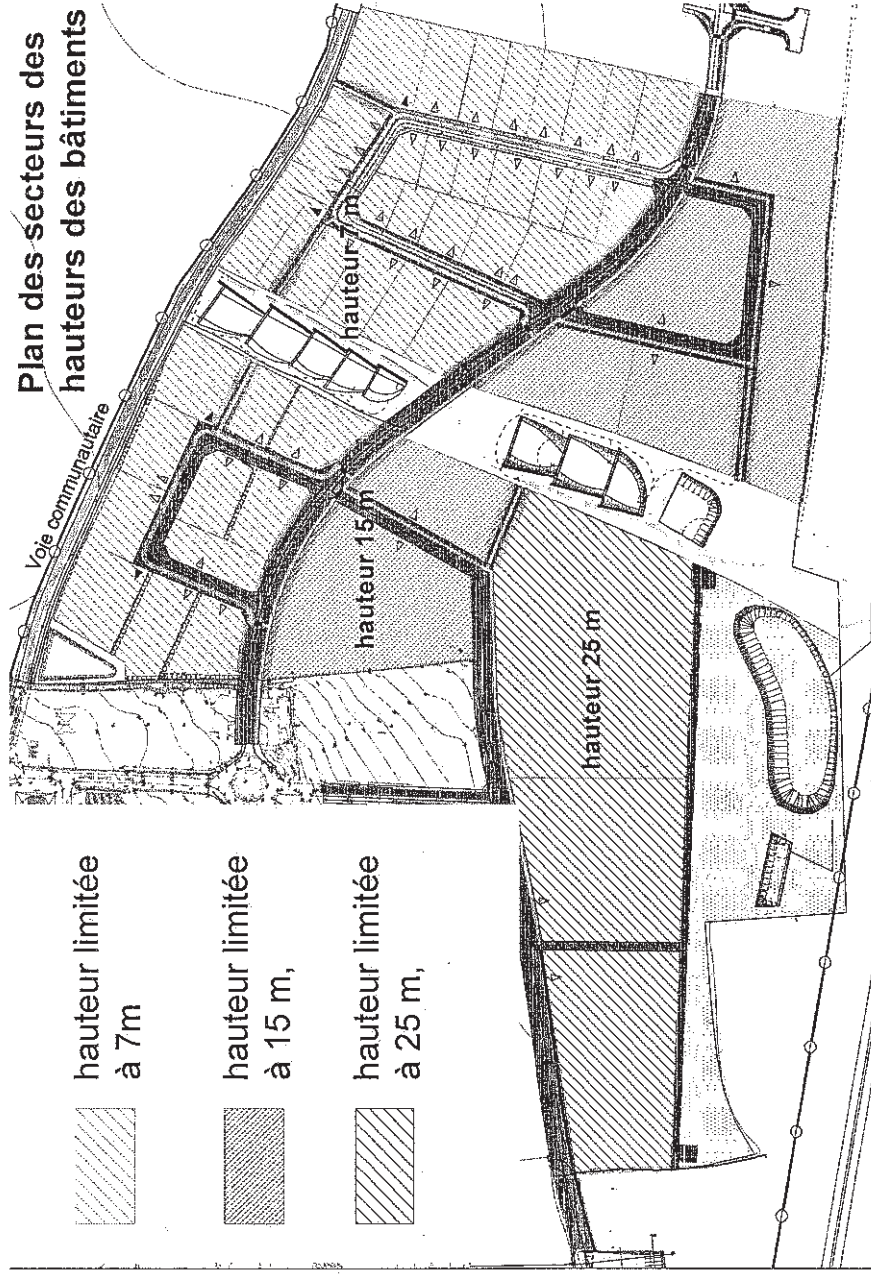 Plan des secteurs des
hauteurs des bâtiments
Voie communautaire
hauteur 7 m
hauteur 15 m
hauteur 25 m
hauteur limitée
à 7m
hauteur limitée
à 15 m,
hauteur limitée
à 25 m,